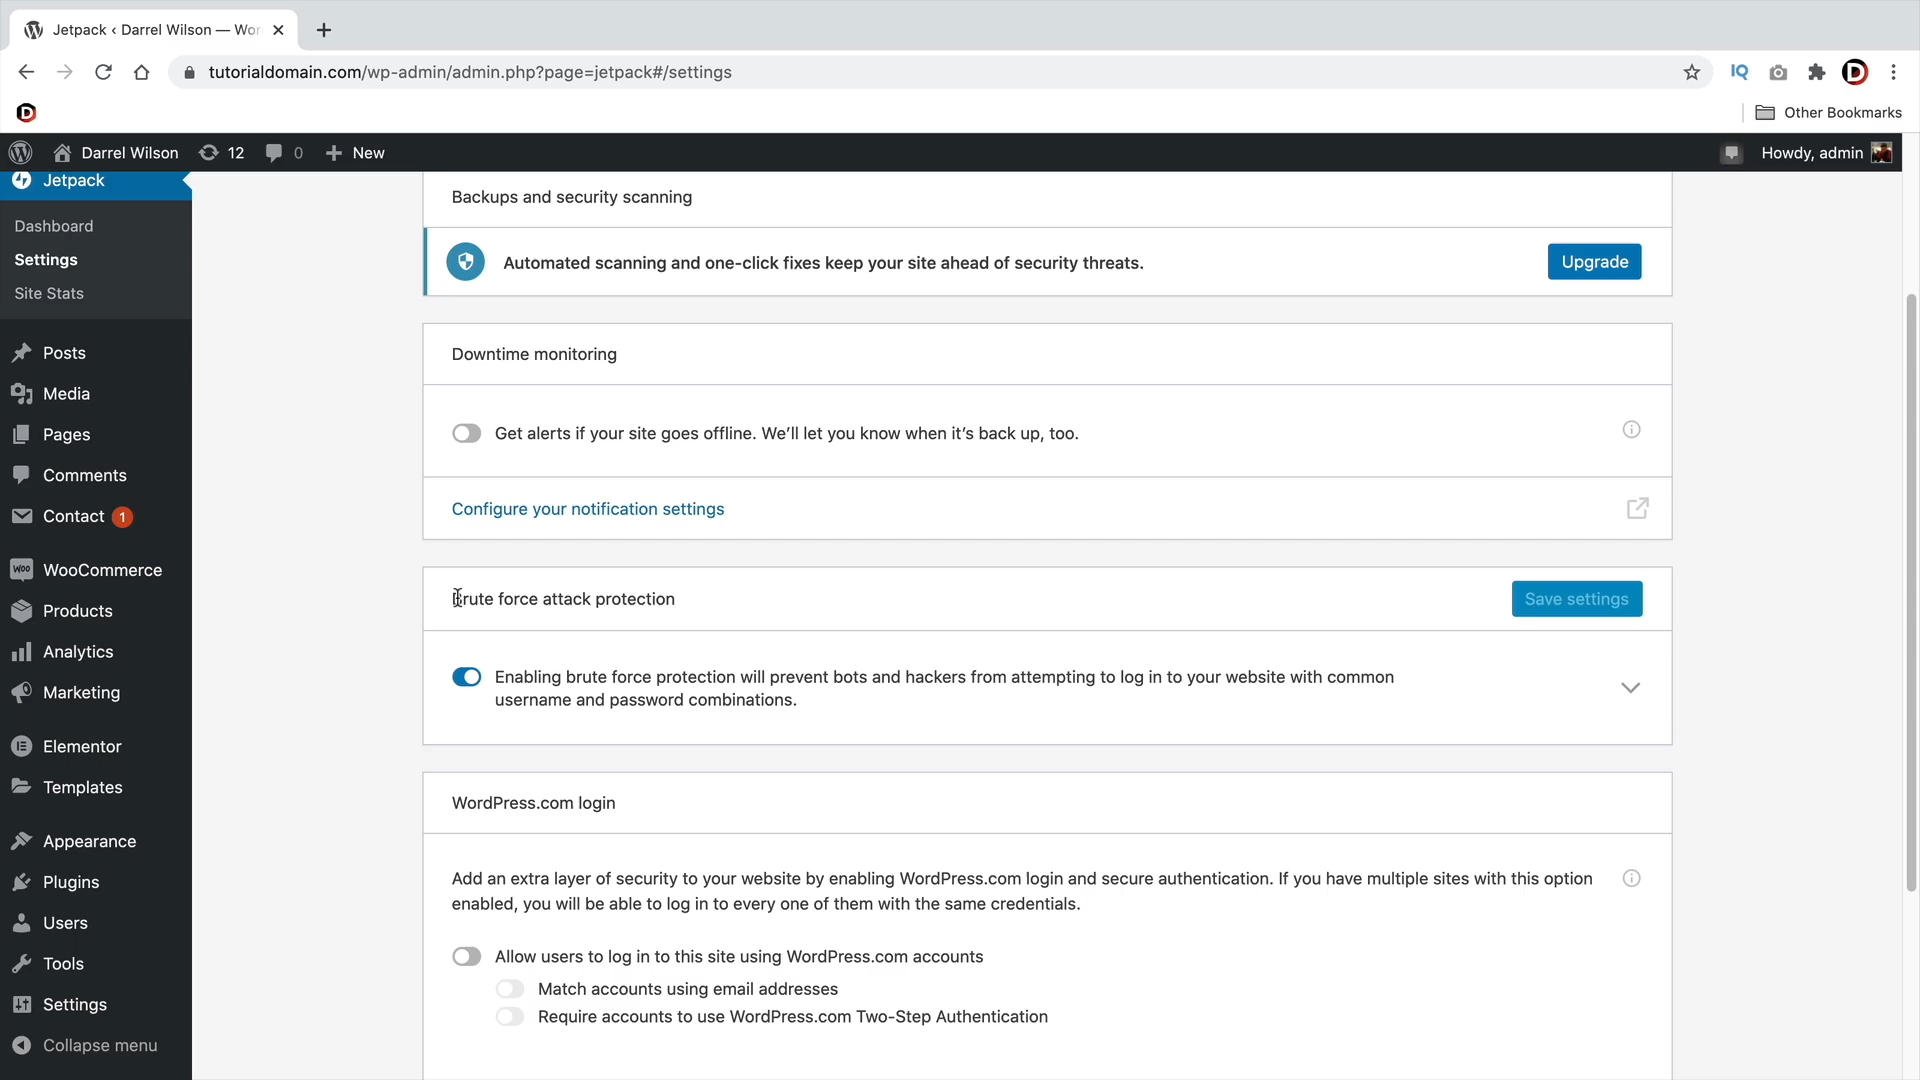 Jetpack ‹ Darrel Wilson — Wor
tutorialdomain.com/wp-admin/admin.php?page=jetpack#/settings
IQ
D
D
Other Bookmarks
Darrel Wilson
12
0
New
Howdy, admin
Jetpack
Dashboard
Settings
Site Stats
Posts
Media
Pages
Comments
Contact 1
WooCommerce
Products
Analytics
Marketing
Elementor
Templates
Appearance
Plugins
Users
Tools
Settings
Collapse menu
Backups and security scanning
Automated scanning and one-click fixes keep your site ahead of security threats.
Upgrade
Downtime monitoring
Get alerts if your site goes offline. We’ll let you know when it’s back up, too.
Configure your notification settings
Brute force attack protection
Save settings
Enabling brute force protection will prevent bots and hackers from attempting to log in to your website with common
username and password combinations.
WordPress.com login
Add an extra layer of security to your website by enabling WordPress.com login and secure authentication. If you have multiple sites with this option
enabled, you will be able to log in to every one of them with the same credentials.
Allow users to log in to this site using WordPress.com accounts
Match accounts using email addresses
Require accounts to use WordPress.com Two-Step Authentication